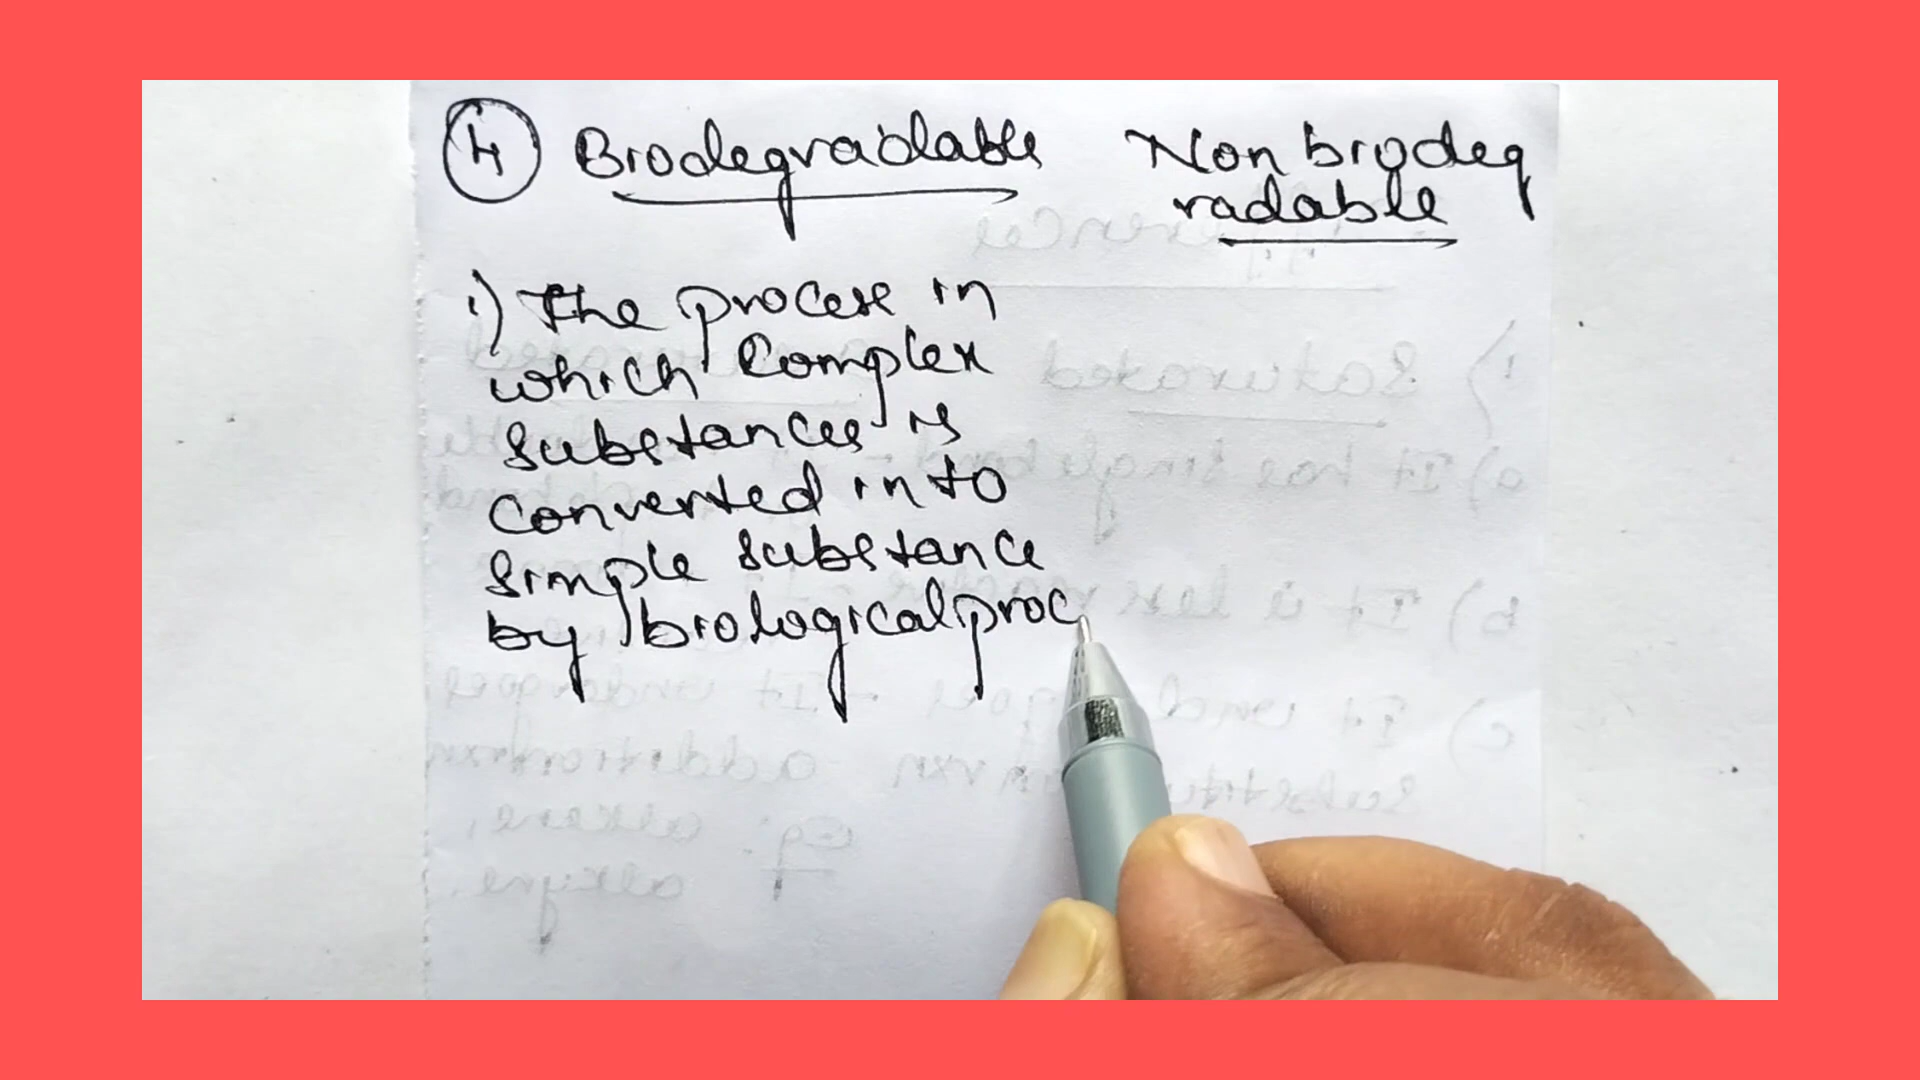 4 Biodegradable Non biodeg
radable
i) The process in
which Complex
substances is
Converted into
simple substance
by biological proc